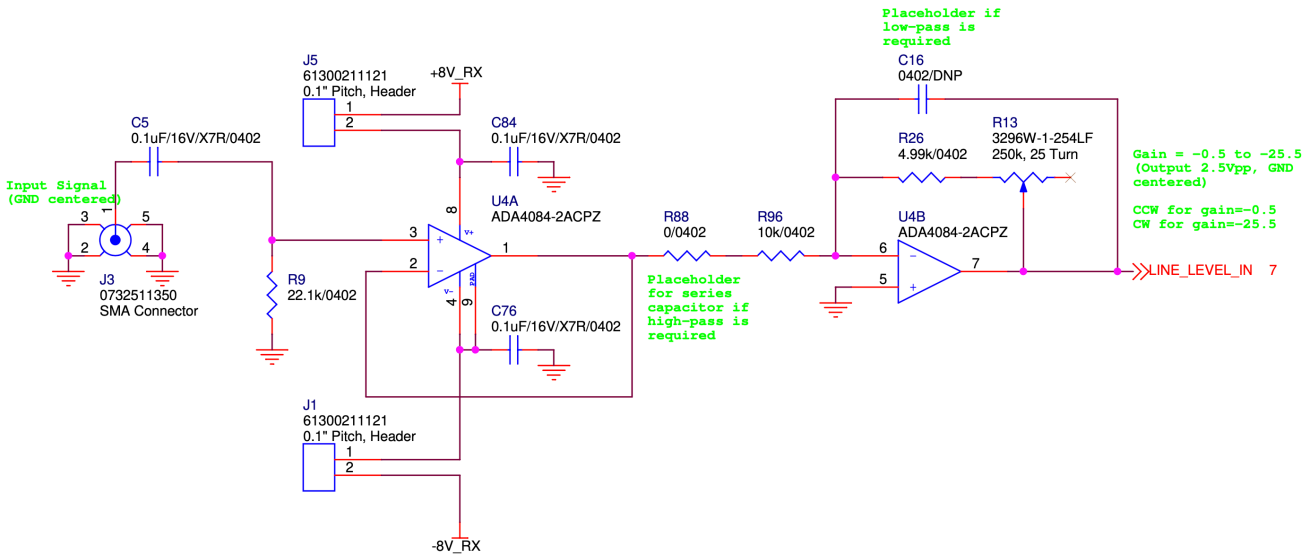 Placeholder if
low-pass is
required
C16
0402/DNP
J5
61300211121
0.1" Pitch, Header
1
2
+8V_RX
C5
0.1uF/16V/X7R/0402
C84
0.1uF/16V/X7R/0402
R26
4.99k/0402
R13
3296W-1-254LF
250k, 25 Turn
Gain = -0.5 to -25.5
(Output 2.5Vpp, GND
centered)
CCW for gain=-0.5
CW for gain=-25.5
Input Signal
(GND centered)
1
3
5
2
4
J3
0732511350
SMA Connector
R9
22.1k/0402
U4A
ADA4084-2ACPZ
8
V+
3
+
2
-
1
V-
PAD
4
9
R88
0/0402
R96
10k/0402
Placeholder
for series
capacitor if
high-pass is
required
U4B
ADA4084-2ACPZ
6
-
5
+
7
LINE_LEVEL_IN 7
C76
0.1uF/16V/X7R/0402
J1
61300211121
0.1" Pitch, Header
1
2
-8V_RX